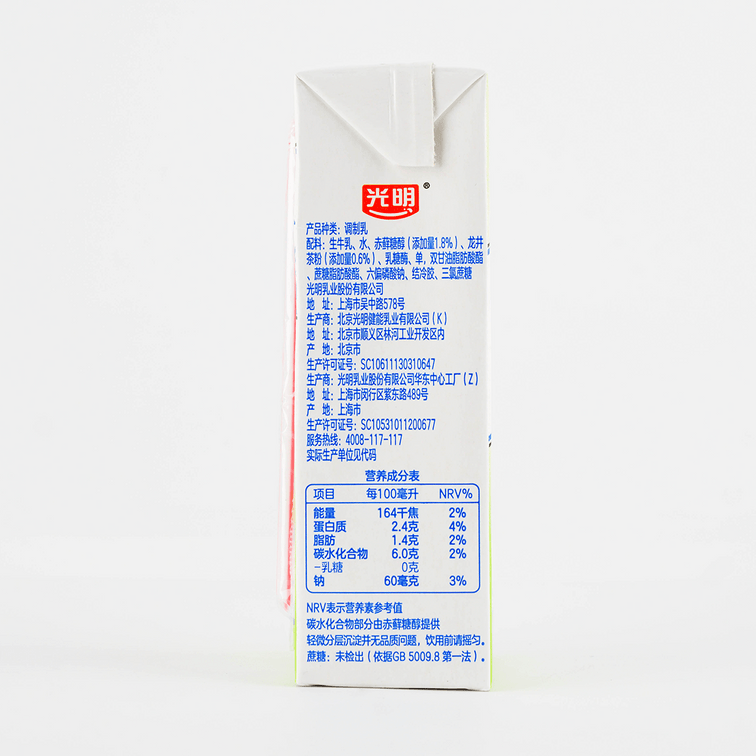 光明®
产品种类：调制乳
配料：生牛乳、水、赤藓糖醇（添加量1.8%）、龙井
茶粉（添加量0.6%）、乳糖酶、单，双甘油脂肪酸酯
、蔗糖脂肪酸酯、六偏磷酸钠、结冷胶、三氯蔗糖
光明乳业股份有限公司
地 址：上海市吴中路578号
生产商：北京光明健能乳业有限公司（K）
地 址：北京市顺义区林河工业开发区内
产 地：北京市
生产许可证号：SC10611130310647
生产商：光明乳业股份有限公司华东中心工厂（Z）
地 址：上海市闵行区紫东路489号
产 地：上海市
生产许可证号：SC10531011200677
服务热线：4008-117-117
实际生产单位见代码
营养成分表
项目 每100毫升 NRV%
能量 164千焦 2%
蛋白质 2.4克 4%
脂肪 1.4克 2%
碳水化合物 6.0克 2%
-乳糖 0克
钠 60毫克 3%
NRV表示营养素参考值
碳水化合物部分由赤藓糖醇提供
轻微分层沉淀并无品质问题，饮用前请摇匀。
蔗糖：未检出（依据GB 5009.8 第一法）。